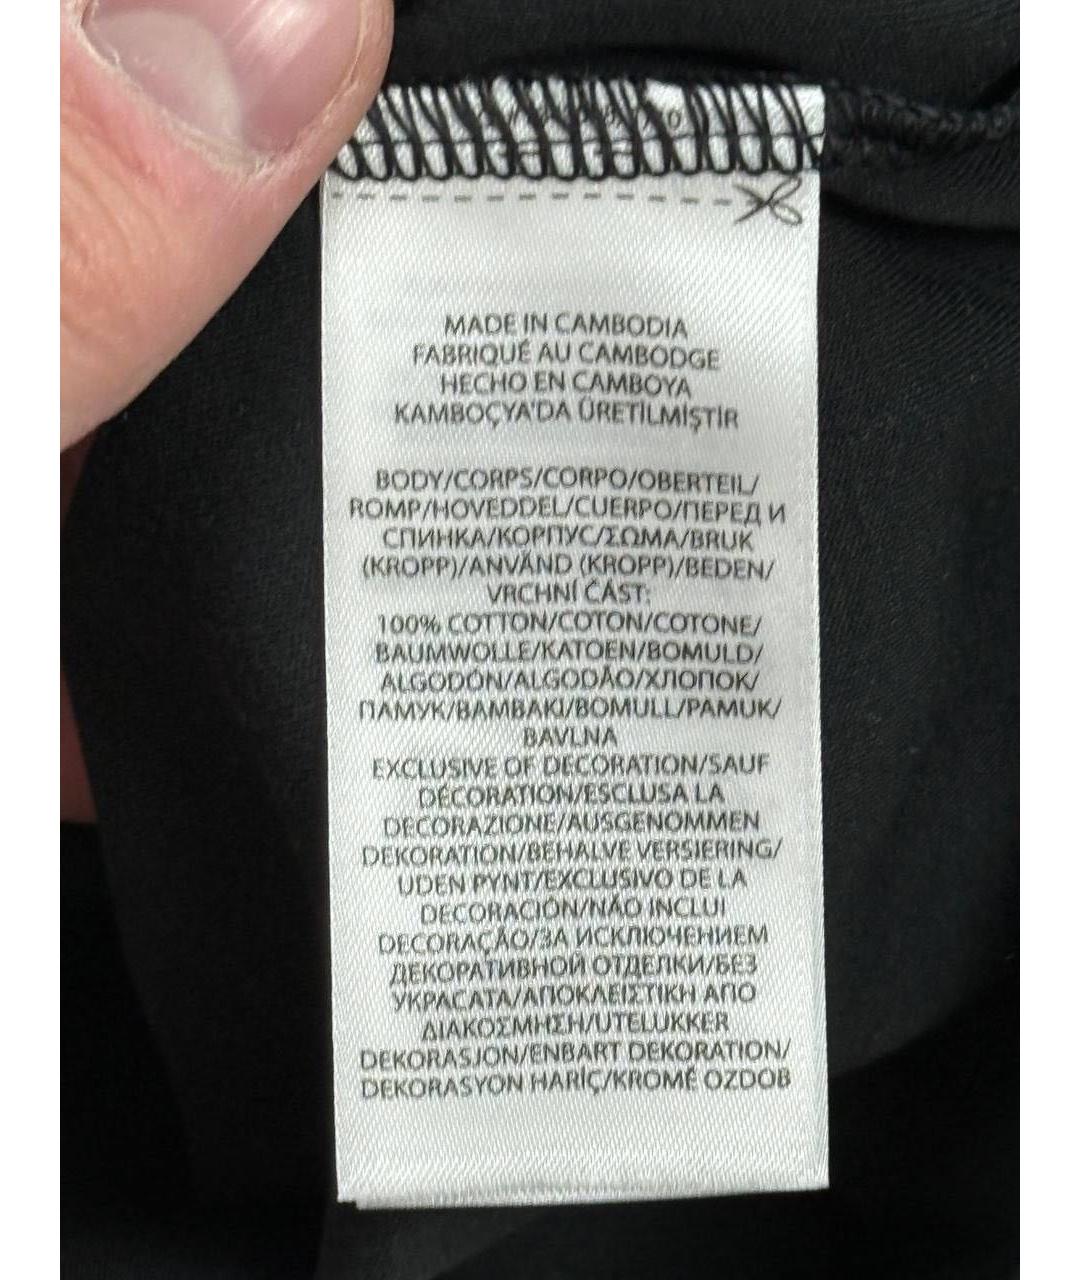 MADE IN CAMBODIA
FABRIQUÉ AU CAMBODGE
HECHO EN CAMBOYA
KAMBOÇYA'DA ÜRETİLMİŞTİR
BODY/CORPS/CORPO/OBERTEIL/
ROMP/HOVEDDEL/CUERPO/ПЕРЕД И
СПИНКА/КОРПУС/ΣΩΜΑ/BRUK
(KROPP)/ANVÄND (KROPP)/BEDEN/
VRCHNÍ ČÁST:
100% COTTON/COTON/COTONE/
BAUMWOLLE/KATOEN/BOMULD/
ALGODÓN/ALGODÃO/ХЛОПОК/
ПАМУК/ΒΑΜΒΑΚΙ/BOMULL/PAMUK/
BAVLNA
EXCLUSIVE OF DECORATION/SAUF
DÉCORATION/ESCLUSA LA
DECORAZIONE/AUSGENOMMEN
DEKORATION/BEHALVE VERSIERING/
UDEN PYNT/EXCLUSIVO DE LA
DECORACIÓN/NÃO INCLUI
DECORAÇÃO/ЗА ИСКЛЮЧЕНИЕМ
ДЕКОРАТИВНОЙ ОТДЕЛКИ/БЕЗ
УКРАСАТА/ΑΠΟΚΛΕΙΣΤΙΚΗ ΑΠΟ
ΔΙΑΚΟΣΜΗΣΗ/UTELUKKER
DEKORASJON/ENBART DEKORATION/
DEKORASYON HARİÇ/KROMĚ OZDOB